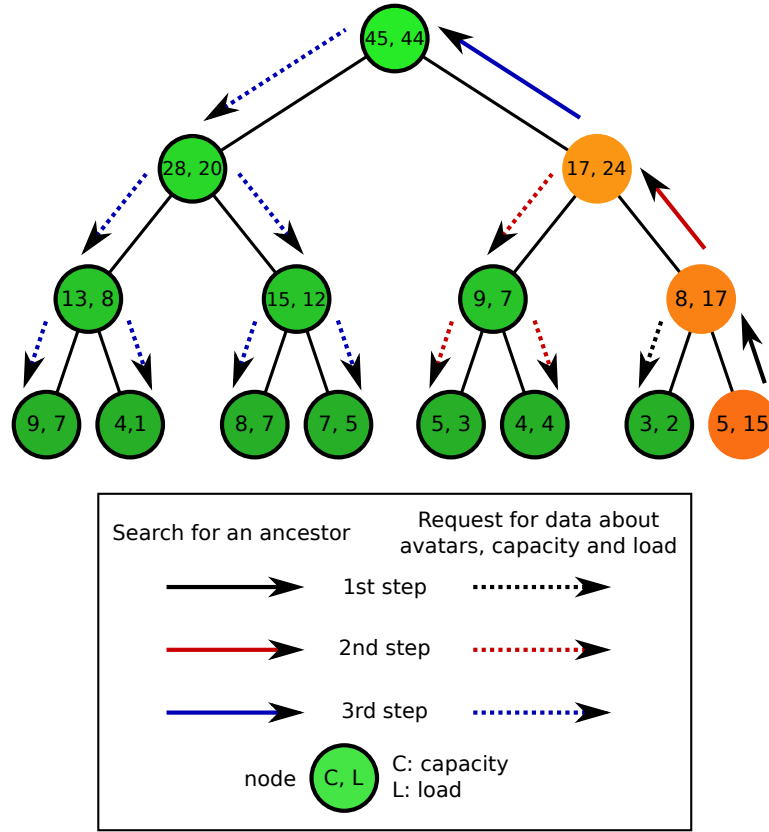 45, 44
28, 20
17, 24
13, 8
15, 12
9, 7
8, 17
9, 7
4,1
8, 7
7, 5
5, 3
4, 4
3, 2
5, 15
Search for an ancestor
Request for data about
avatars, capacity and load
1st step
2nd step
3rd step
node
C, L
C: capacity
L: load